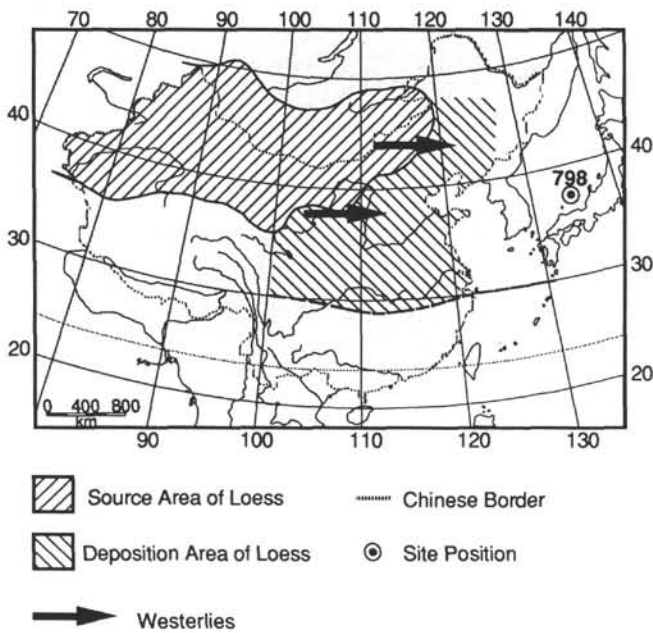 70 80 90 100 110 120 130 140
40
30
20
798
40
30
20
0 400 800
km
90 100 110 120 130
Source Area of Loess
Chinese Border
Deposition Area of Loess
Site Position
Westerlies